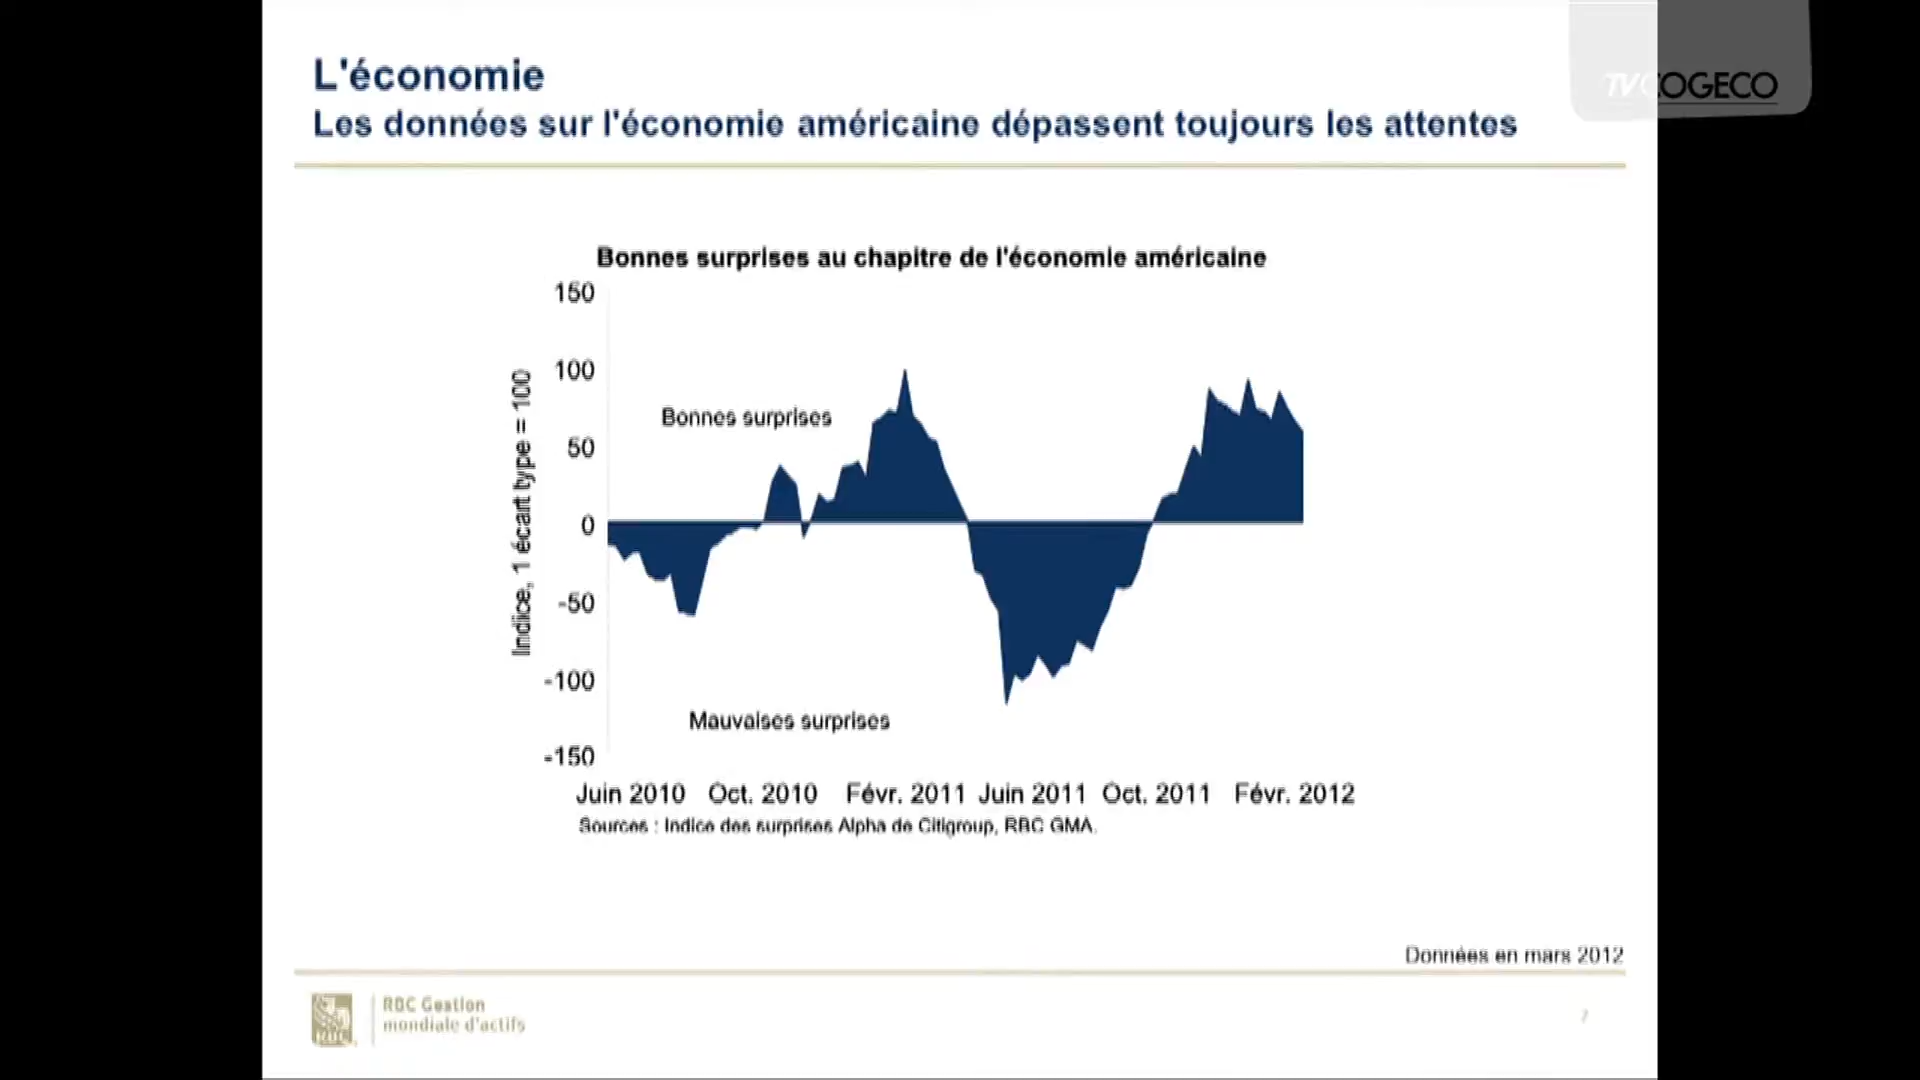 TVCOGECO
L'économie
Les données sur l'économie américaine dépassent toujours les attentes
Bonnes surprises au chapitre de l'économie américaine
150
100
50
0
-50
-100
-150
Indice, 1 écart type = 100
Bonnes surprises
Mauvaises surprises
Juin 2010 Oct. 2010 Févr. 2011 Juin 2011 Oct. 2011 Févr. 2012
Sources : Indice des surprises Alpha de Citigroup, RBC GMA.
Données en mars 2012
RBC
RBC Gestion
mondiale d'actifs
7